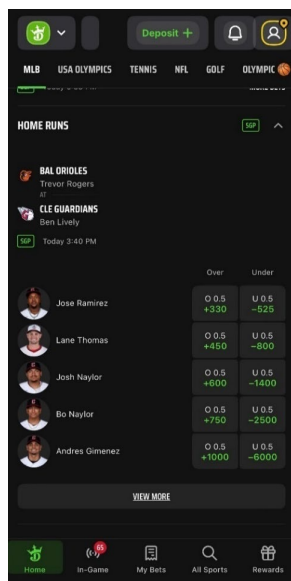 Deposit +
MLB USA OLYMPICS TENNIS NFL GOLF OLYMPIC
HOME RUNS SGP
BAL ORIOLES
Trevor Rogers
AT
CLE GUARDIANS
Ben Lively
SGP Today 3:40 PM
Over Under
O 0.5 U 0.5
Jose Ramirez +330 −525
O 0.5 U 0.5
Lane Thomas +450 −800
O 0.5 U 0.5
Josh Naylor +600 −1400
O 0.5 U 0.5
Bo Naylor +750 −2500
O 0.5 U 0.5
Andres Gimenez +1000 −6000
VIEW MORE
65
Home In-Game My Bets All Sports Rewards